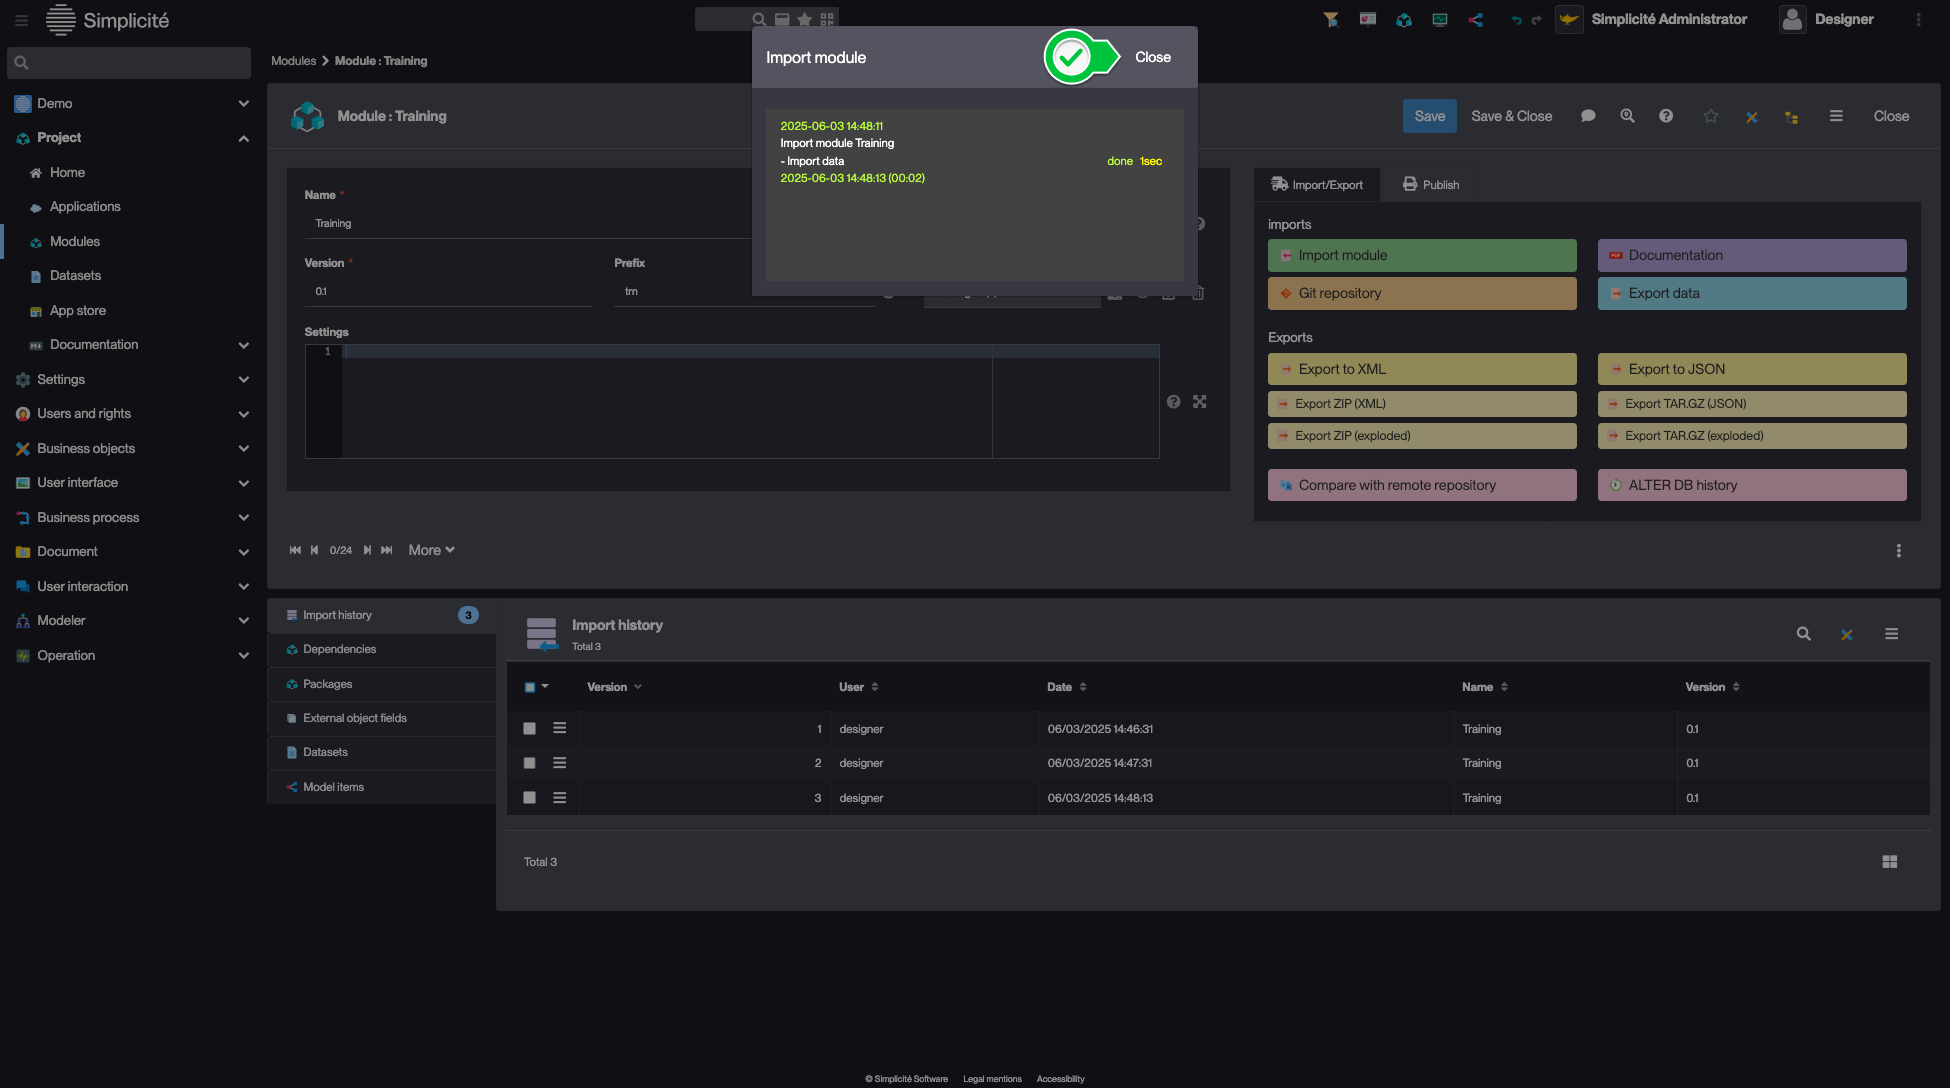 Simplicité
Simplicité Administrator
Designer
Import module
Close
2025-06-03 14:48:11
Import module Training
- Import data
done 1sec
2025-06-03 14:48:13 (00:02)
Demo
Project
Home
Applications
Modules
Datasets
App store
Documentation
Settings
Users and rights
Business objects
User interface
Business process
Document
User interaction
Modeler
Operation
Modules > Module : Training
Module : Training
Save
Save & Close
Close
Name *
Training
Version *
Prefix
0.1
trn
Settings
1
0/24
More
Import/Export
Publish
imports
Import module
Documentation
Git repository
Export data
Exports
Export to XML
Export to JSON
Export ZIP (XML)
Export TAR.GZ (JSON)
Export ZIP (exploded)
Export TAR.GZ (exploded)
Compare with remote repository
ALTER DB history
Import history
3
Dependencies
Packages
External object fields
Datasets
Model items
Import history
Total 3
Version User Date Name Version
1 designer 06/03/2025 14:46:31 Training 0.1
2 designer 06/03/2025 14:47:31 Training 0.1
3 designer 06/03/2025 14:48:13 Training 0.1
Total 3
© Simplicité Software Legal mentions Accessibility